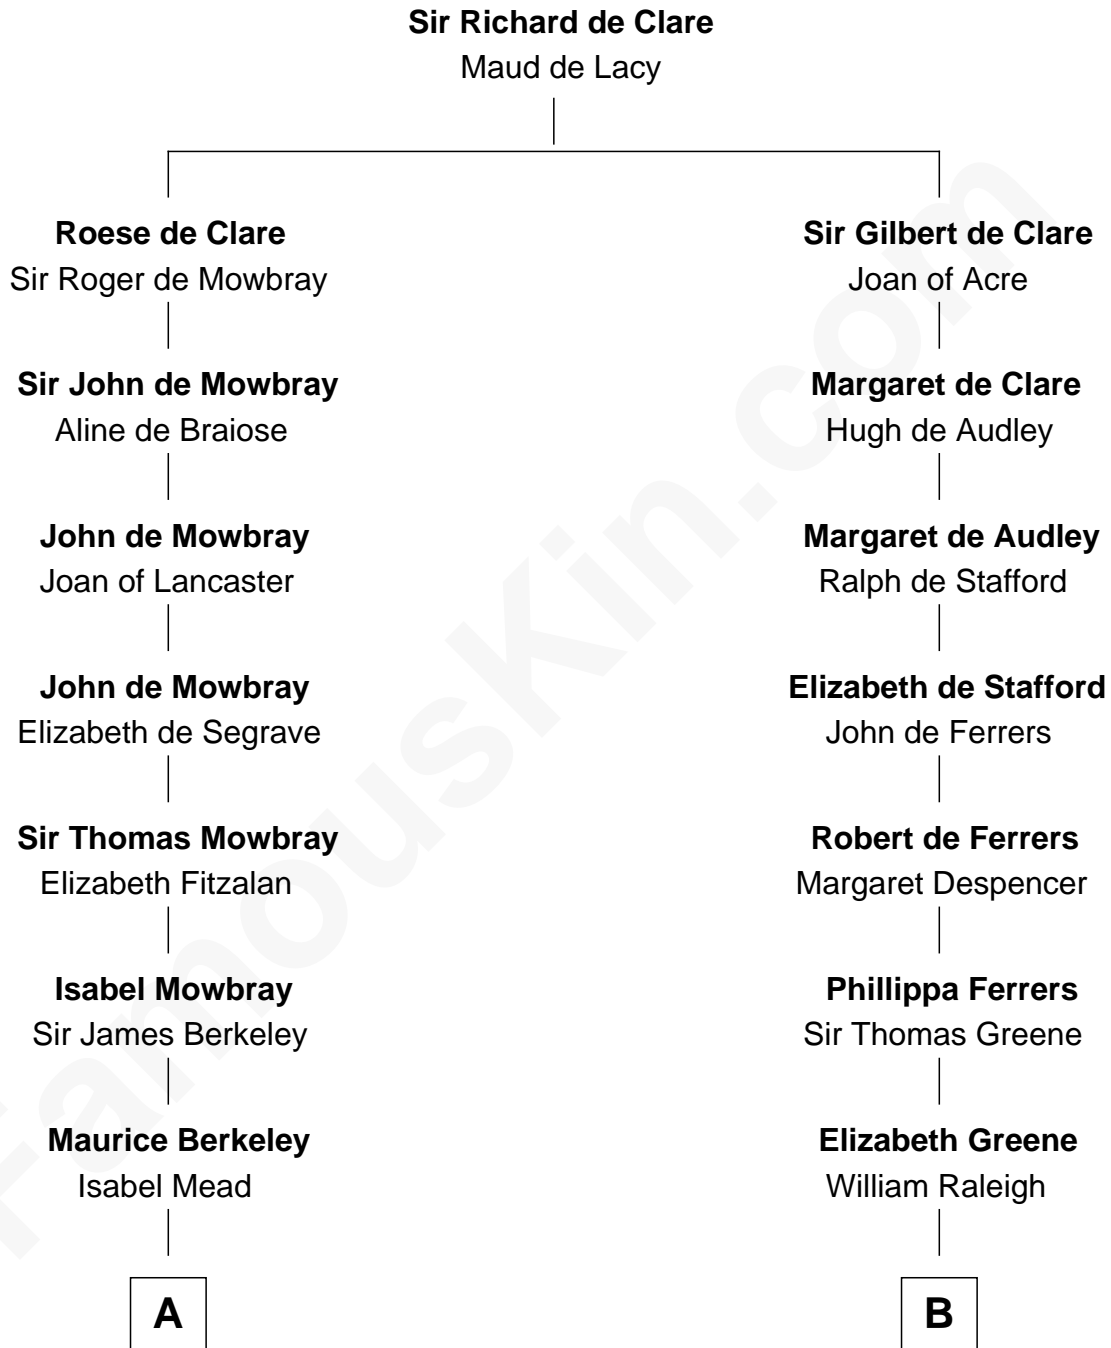 Sir Richard de Clare
Maud de Lacy
Roese de Clare
Sir Roger de Mowbray
Sir Gilbert de Clare
Joan of Acre
Sir John de Mowbray
Aline de Braiose
Margaret de Clare
Hugh de Audley
John de Mowbray
Joan of Lancaster
Margaret de Audley
Ralph de Stafford
John de Mowbray
Elizabeth de Segrave
Elizabeth de Stafford
John de Ferrers
Sir Thomas Mowbray
Elizabeth Fitzalan
Robert de Ferrers
Margaret Despencer
Isabel Mowbray
Sir James Berkeley
Phillippa Ferrers
Sir Thomas Greene
Maurice Berkeley
Isabel Mead
Elizabeth Greene
William Raleigh
A
B
FamousKin.com